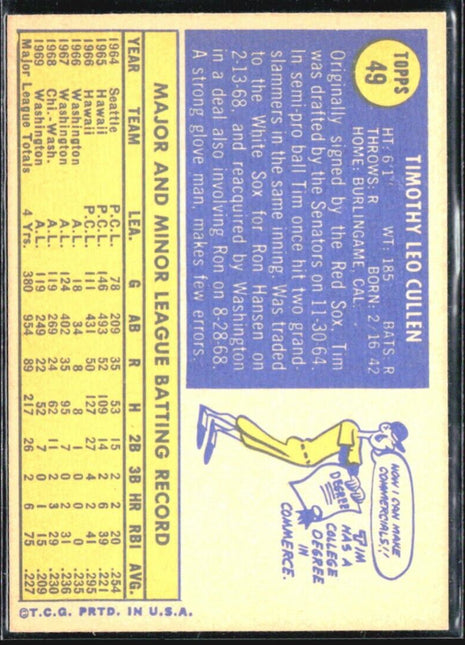 TOPPS
49
TIMOTHY LEO CULLEN
HT: 6'1" WT: 185 BATS: R
THROWS: R BORN: 2/16/42
HOME: BURLINGAME, CAL.
Originally signed by the Red Sox, Tim
was drafted by the Senators on 11-30-64.
In semi-pro ball Tim once hit two grand
slammers in the same inning. Was traded
to the White Sox for Ron Hansen on
2-13-68, and reacquired by Washington
in a deal also involving Ron on 8-28-68.
A strong glove man, makes few errors.
NOW I CAN MAKE
COMMERCIALS!!
DEGREE
TIM
HAS A
COLLEGE
DEGREE
IN
COMMERCE.
MAJOR AND MINOR LEAGUE BATTING RECORD
YEAR TEAM LEA. G AB R H 2B 3B HR RBI AVG.
1964 Seattle P.C.L. 78 209 35 53 15 2 2 20 .254
1965 Hawaii P.C.L. 146 493 52 109 14 2 6 39 .221
1966 Hawaii P.C.L. 111 431 50 127 27 4 2 41 .295
1966 Washington A.L. 18 34 8 8 1 0 0 0 .235
1967 Washington A.L. 124 402 35 95 7 0 2 31 .236
1968 Chi.-Wash. A.L. 119 269 24 62 11 2 3 29 .230
1969 Washington A.L. 119 249 22 52 7 0 1 15 .209
Major League Totals 4 Yrs. 380 954 89 217 26 2 6 75 .227
©T.C.G. PRTD. IN U.S.A.